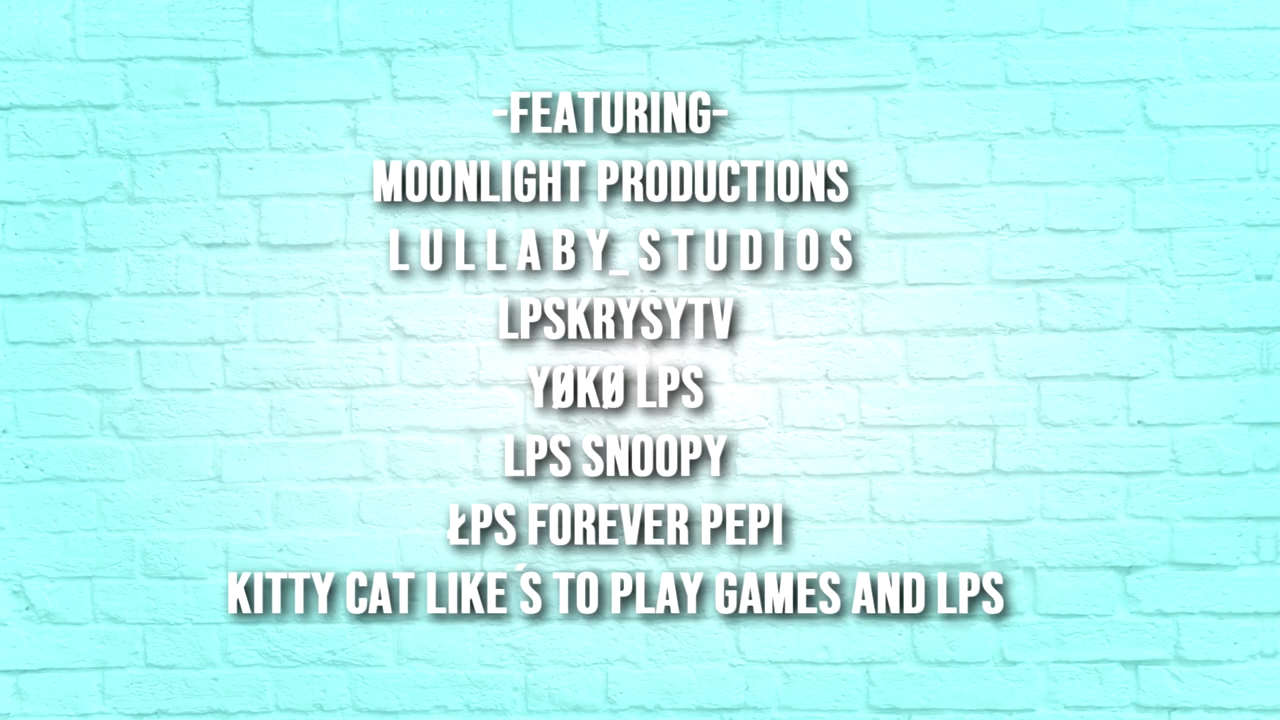 -FEATURING-
MOONLIGHT PRODUCTIONS
L U L L A B Y_ S T U D I O S
LPSKRYSYTV
YØKØ LPS
LPS SNOOPY
ŁPS FOREVER PEPI
KITTY CAT LIKE´S TO PLAY GAMES AND LPS